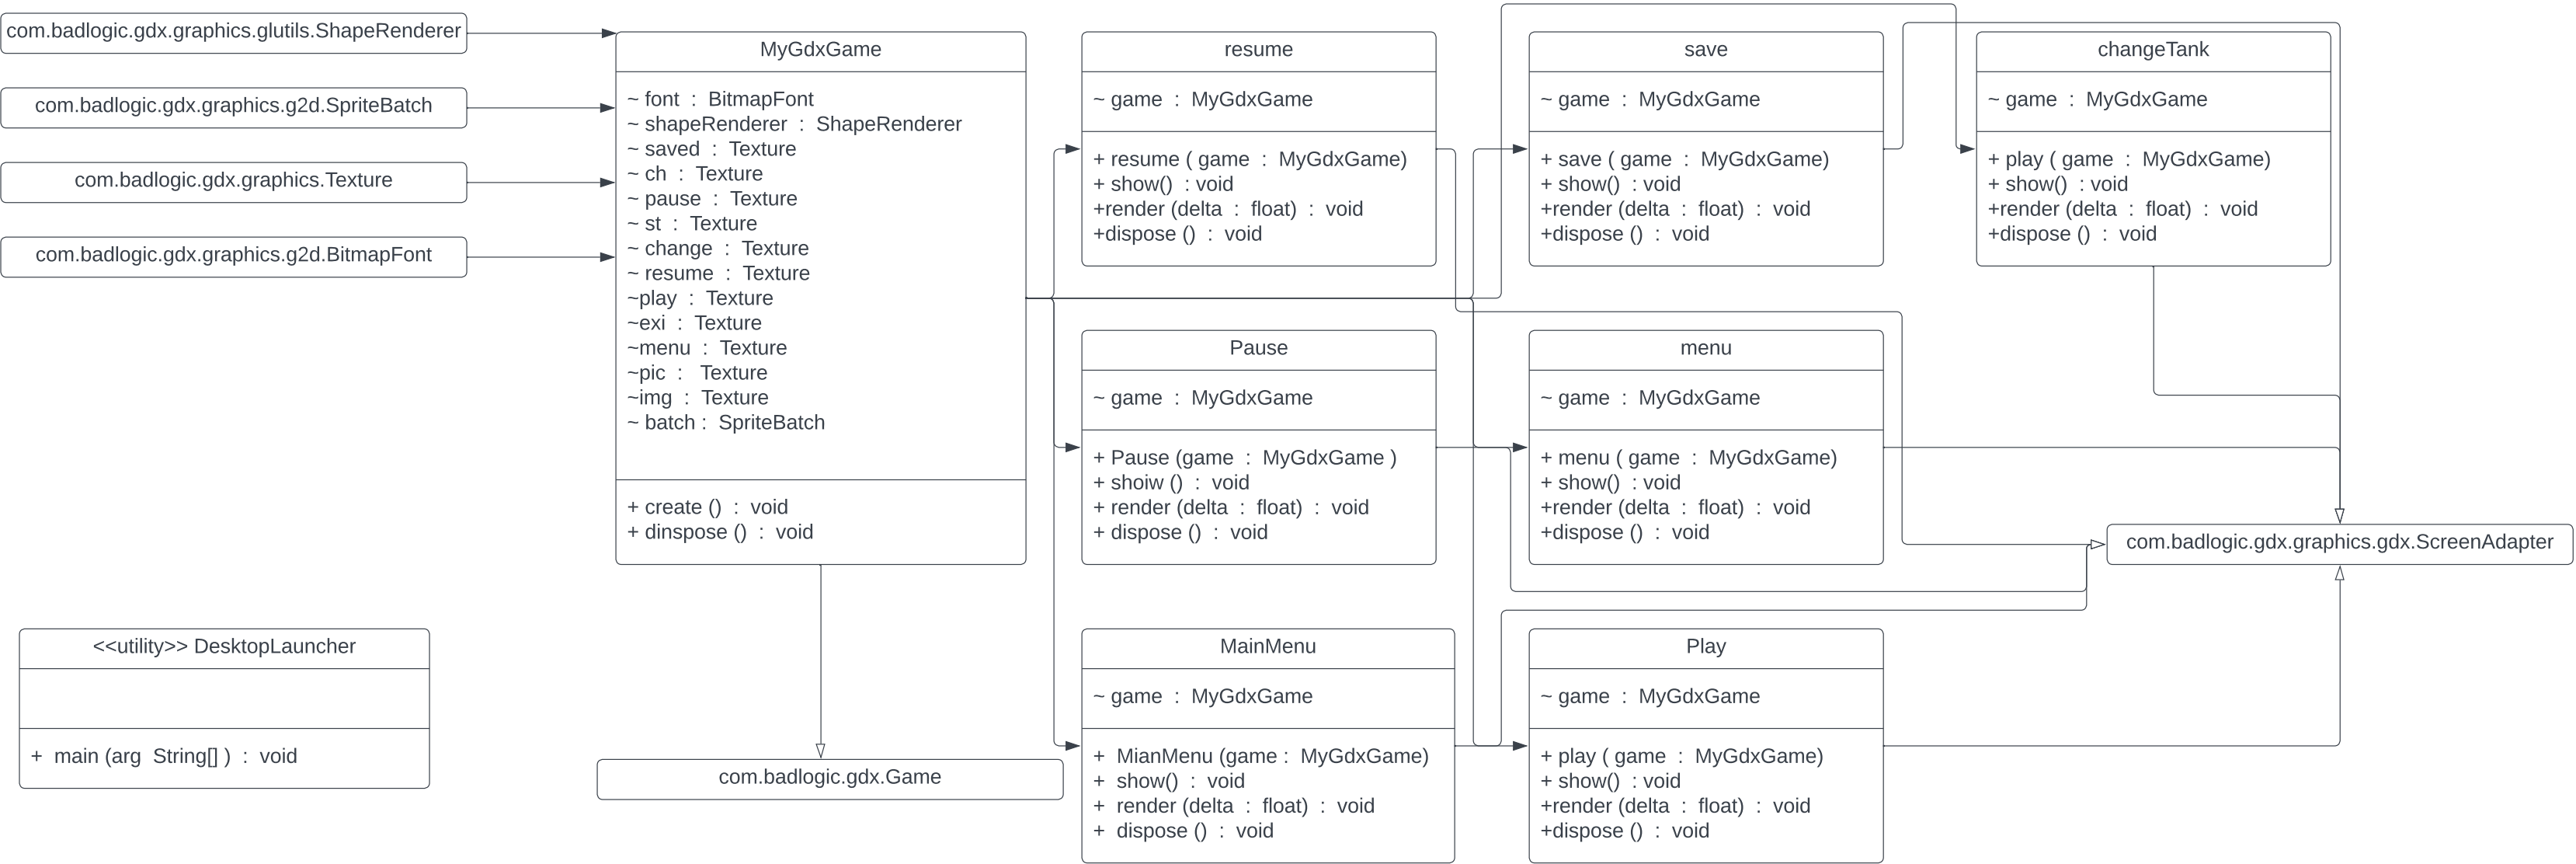 com.badlogic.gdx.graphics.glutils.ShapeRenderer
com.badlogic.gdx.graphics.g2d.SpriteBatch
com.badlogic.gdx.graphics.Texture
com.badlogic.gdx.graphics.g2d.BitmapFont
MyGdxGame
~ font : BitmapFont
~ shapeRenderer : ShapeRenderer
~ saved : Texture
~ ch : Texture
~ pause : Texture
~ st : Texture
~ change : Texture
~ resume : Texture
~play : Texture
~exi : Texture
~menu : Texture
~pic : Texture
~img : Texture
~ batch : SpriteBatch
+ create () : void
+ dinspose () : void
resume
~ game : MyGdxGame
+ resume ( game : MyGdxGame)
+ show() : void
+render (delta : float) : void
+dispose () : void
save
~ game : MyGdxGame
+ save ( game : MyGdxGame)
+ show() : void
+render (delta : float) : void
+dispose () : void
changeTank
~ game : MyGdxGame
+ play ( game : MyGdxGame)
+ show() : void
+render (delta : float) : void
+dispose () : void
Pause
~ game : MyGdxGame
+ Pause (game : MyGdxGame )
+ shoiw () : void
+ render (delta : float) : void
+ dispose () : void
menu
~ game : MyGdxGame
+ menu ( game : MyGdxGame)
+ show() : void
+render (delta : float) : void
+dispose () : void
com.badlogic.gdx.graphics.gdx.ScreenAdapter
<<utility>> DesktopLauncher
+ main (arg String[] ) : void
com.badlogic.gdx.Game
MainMenu
~ game : MyGdxGame
+ MianMenu (game : MyGdxGame)
+ show() : void
+ render (delta : float) : void
+ dispose () : void
Play
~ game : MyGdxGame
+ play ( game : MyGdxGame)
+ show() : void
+render (delta : float) : void
+dispose () : void